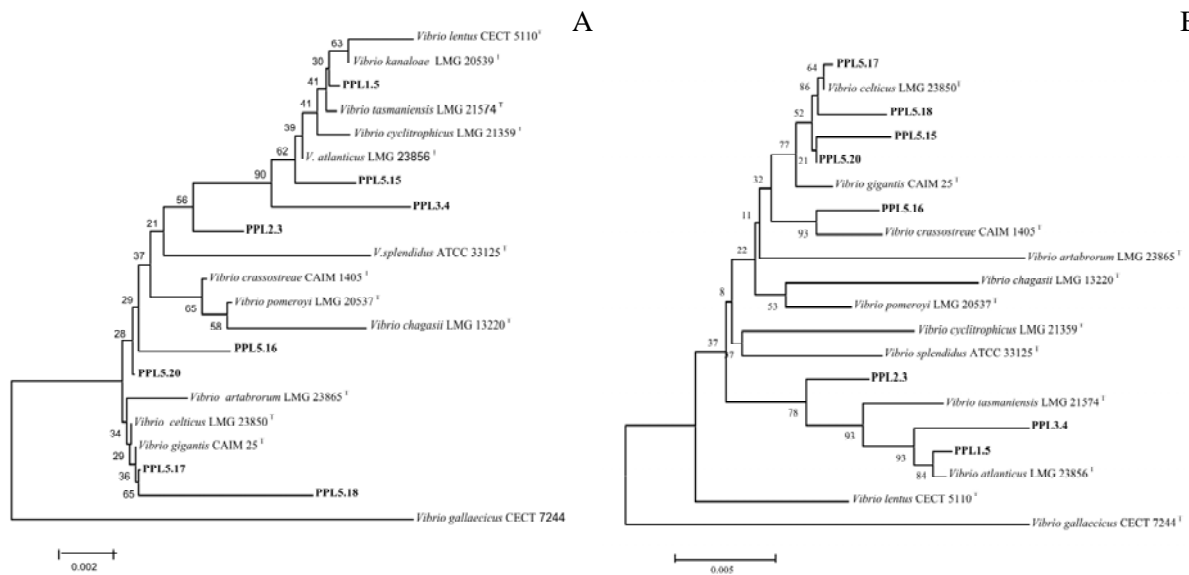 A
Vibrio lentus CECT 5110 T
63
Vibrio kanaloae LMG 20539 T
30
PPL1.5
41
Vibrio tasmaniensis LMG 21574 T
41
Vibrio cyclitrophicus LMG 21359 T
39
V. atlanticus LMG 23856 T
62
PPL5.15
90
PPL3.4
56
PPL2.3
21
V.splendidus ATCC 33125 T
37
Vibrio crassostreae CAIM 1405 T
65
Vibrio pomeroyi LMG 20537 T
58
Vibrio chagasii LMG 13220 T
29
PPL5.16
28
PPL5.20
Vibrio artabrorum LMG 23865 T
34
Vibrio celticus LMG 23850 T
29
Vibrio gigantis CAIM 25 T
36
PPL5.17
65
PPL5.18
Vibrio gallaecicus CECT 7244
0.002
PPL5.17
64
Vibrio celticus LMG 23850 T
86
PPL5.18
52
PPL5.15
21
PPL5.20
77
Vibrio gigantis CAIM 25 T
32
PPL5.16
93
Vibrio crassostreae CAIM 1405 T
11
Vibrio artabrorum LMG 23865 T
22
Vibrio chagasii LMG 13220 T
53
Vibrio pomeroyi LMG 20537 T
8
Vibrio cyclitrophicus LMG 21359 T
37
Vibrio splendidus ATCC 33125 T
PPL2.3
78
Vibrio tasmaniensis LMG 21574 T
PPL3.4
93
PPL1.5
84
Vibrio atlanticus LMG 23856 T
Vibrio lentus CECT 5110 T
Vibrio gallaecicus CECT 7244 T
0.005